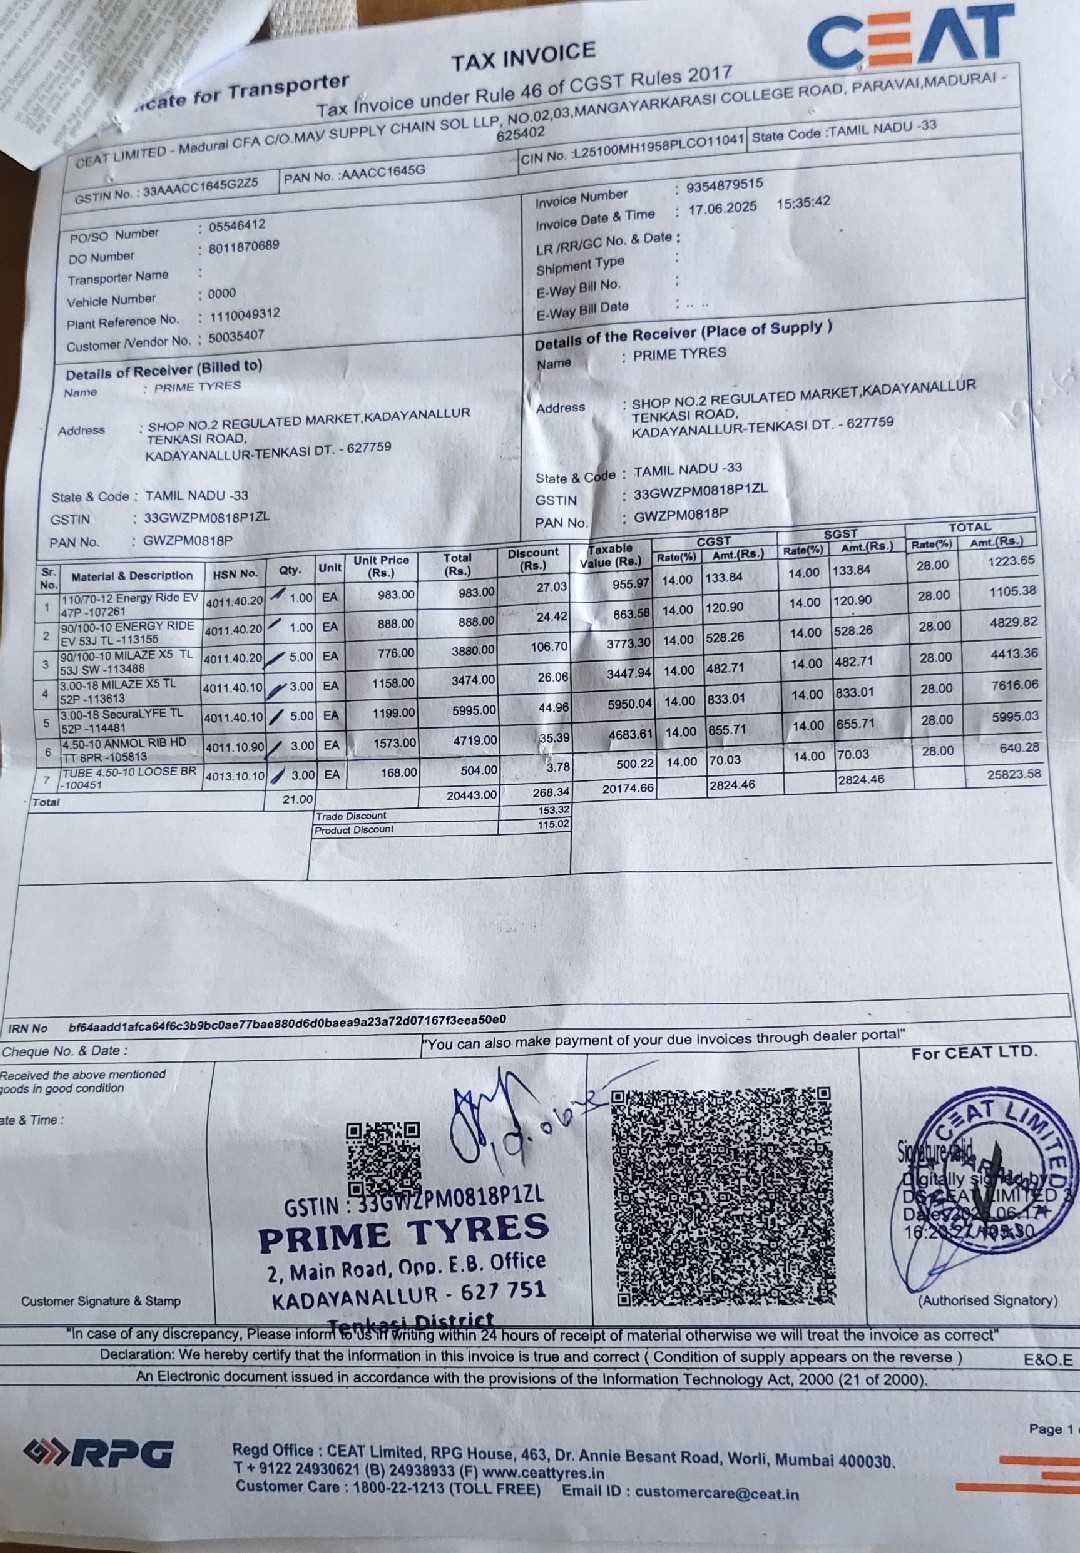 CEAT
TAX INVOICE
icate for Transporter
Tax Invoice under Rule 46 of CGST Rules 2017
CEAT LIMITED - Madurai CFA C/O.MAV SUPPLY CHAIN SOL LLP, NO.02,03,MANGAYARKARASI COLLEGE ROAD, PARAVAI,MADURAI - 625402
GSTIN No. : 33AAACC1645G2Z5 PAN No. :AAACC1645G CIN No. :L25100MH1958PLCO11041 State Code :TAMIL NADU -33
PO/SO Number : 05546412
DO Number : 8011870689
Transporter Name :
Vehicle Number : 0000
Plant Reference No. : 1110049312
Customer /Vendor No. : 50035407
Invoice Number : 9354879515
Invoice Date & Time : 17.06.2025 15:35:42
LR /RR/GC No. & Date :
Shipment Type :
E-Way Bill No. :
E-Way Bill Date : .. ..
Details of Receiver (Billed to)
Name : PRIME TYRES
Address : SHOP NO.2 REGULATED MARKET,KADAYANALLUR
TENKASI ROAD,
KADAYANALLUR-TENKASI DT. - 627759
State & Code : TAMIL NADU -33
GSTIN : 33GWZPM0818P1ZL
PAN No. : GWZPM0818P
Details of the Receiver (Place of Supply )
Name : PRIME TYRES
Address : SHOP NO.2 REGULATED MARKET,KADAYANALLUR
TENKASI ROAD,
KADAYANALLUR-TENKASI DT. - 627759
State & Code : TAMIL NADU -33
GSTIN : 33GWZPM0818P1ZL
PAN No. : GWZPM0818P
Sr. No. Material & Description HSN No. Qty. Unit Unit Price (Rs.) Total (Rs.) Discount (Rs.) Taxable Value (Rs.) CGST Rate(%) Amt.(Rs.) SGST Rate(%) Amt.(Rs.) TOTAL Rate(%) Amt.(Rs.)
1 110/70-12 Energy Ride EV 47P -107261 4011.40.20 1.00 EA 983.00 983.00 27.03 955.97 14.00 133.84 14.00 133.84 28.00 1223.65
2 90/100-10 ENERGY RIDE EV 53J TL -113155 4011.40.20 1.00 EA 888.00 888.00 24.42 863.58 14.00 120.90 14.00 120.90 28.00 1105.38
3 90/100-10 MILAZE X5 TL 53J SW -113488 4011.40.20 5.00 EA 776.00 3880.00 106.70 3773.30 14.00 528.26 14.00 528.26 28.00 4829.82
4 3.00-18 MILAZE X5 TL 52P -113613 4011.40.10 3.00 EA 1158.00 3474.00 26.06 3447.94 14.00 482.71 14.00 482.71 28.00 4413.36
5 3.00-18 SecuraLYFE TL 52P -114481 4011.40.10 5.00 EA 1199.00 5995.00 44.96 5950.04 14.00 833.01 14.00 833.01 28.00 7616.06
6 4.50-10 ANMOL RIB HD TT 8PR -105813 4011.10.90 3.00 EA 1573.00 4719.00 35.39 4683.61 14.00 655.71 14.00 655.71 28.00 5995.03
7 TUBE 4.50-10 LOOSE BR -100451 4013.10.10 3.00 EA 168.00 504.00 3.78 500.22 14.00 70.03 14.00 70.03 28.00 640.28
Total 21.00 20443.00 268.34 20174.66 2824.46 2824.46 25823.58
Trade Discount 153.32
Product Discount 115.02
IRN No bf64aadd1afca64f6c3b9bc0ae77bae880d6d0baea9a23a72d07167f3eea50e0
Cheque No. & Date :
"You can also make payment of your due invoices through dealer portal"
Received the above mentioned
goods in good condition
ate & Time :
For CEAT LTD.
CEAT LIMITED
Signature valid
Digitally signed by
DS CEAT LIMITED 3
GSTIN : 33GWZPM0818P1ZL
PRIME TYRES
2, Main Road, Opp. E.B. Office
KADAYANALLUR - 627 751
Tenkasi District
Customer Signature & Stamp
(Authorised Signatory)
"In case of any discrepancy, Please inform to us in writing within 24 hours of receipt of material otherwise we will treat the invoice as correct"
Declaration: We hereby certify that the Information in this invoice is true and correct ( Condition of supply appears on the reverse ) E&O.E
An Electronic document issued in accordance with the provisions of the Information Technology Act, 2000 (21 of 2000).
Page 1
RPG
Regd Office : CEAT Limited, RPG House, 463, Dr. Annie Besant Road, Worli, Mumbai 400030.
T + 9122 24930621 (B) 24938933 (F) www.ceattyres.in
Customer Care : 1800-22-1213 (TOLL FREE) Email ID : customercare@ceat.in